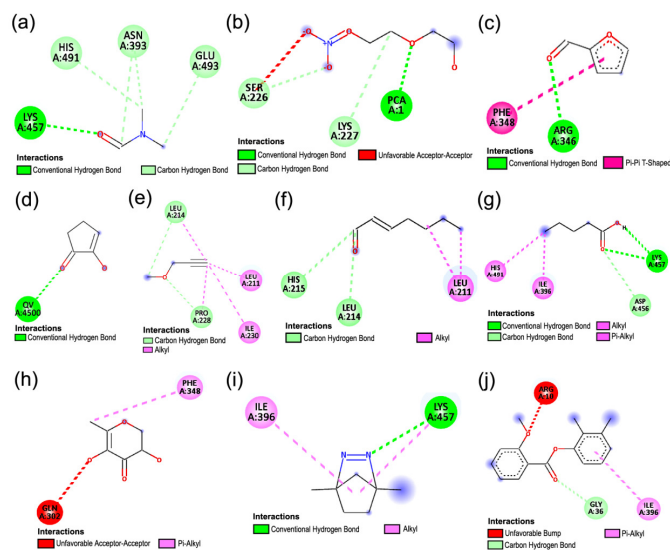 (a)
HIS
A:491
ASN
A:393
GLU
A:493
LYS
A:457
O
N
Interactions
Conventional Hydrogen Bond
Carbon Hydrogen Bond
(b)
O
N
O
O
O
SER
A:226
LYS
A:227
PCA
A:1
Interactions
Conventional Hydrogen Bond
Unfavorable Acceptor-Acceptor
Carbon Hydrogen Bond
(c)
O
O
PHE
A:348
ARG
A:346
Interactions
Conventional Hydrogen Bond
Pi-Pi T-Shaped
(d)
QV
4500
Interactions
Conventional Hydrogen Bond
(e)
LEU
A:214
LEU
A:211
PRO
A:228
ILE
A:230
Interactions
Carbon Hydrogen Bond
Alkyl
(f)
HIS
A:215
LEU
A:214
LEU
A:211
Interactions
Carbon Hydrogen Bond
Alkyl
(g)
H
HIS
A:491
ILE
A:396
LYS
A:457
ASP
A:456
Interactions
Conventional Hydrogen Bond
Alkyl
Carbon Hydrogen Bond
Pi-Alkyl
(h)
PHE
A:348
GLN
A:302
Interactions
Unfavorable Acceptor-Acceptor
Pi-Alkyl
(i)
ILE
A:396
LYS
A:457
N
N
Interactions
Conventional Hydrogen Bond
Alkyl
(j)
ARG
A:10
GLY
A:36
ILE
A:396
Interactions
Unfavorable Bump
Pi-Alkyl
Carbon Hydrogen Bond